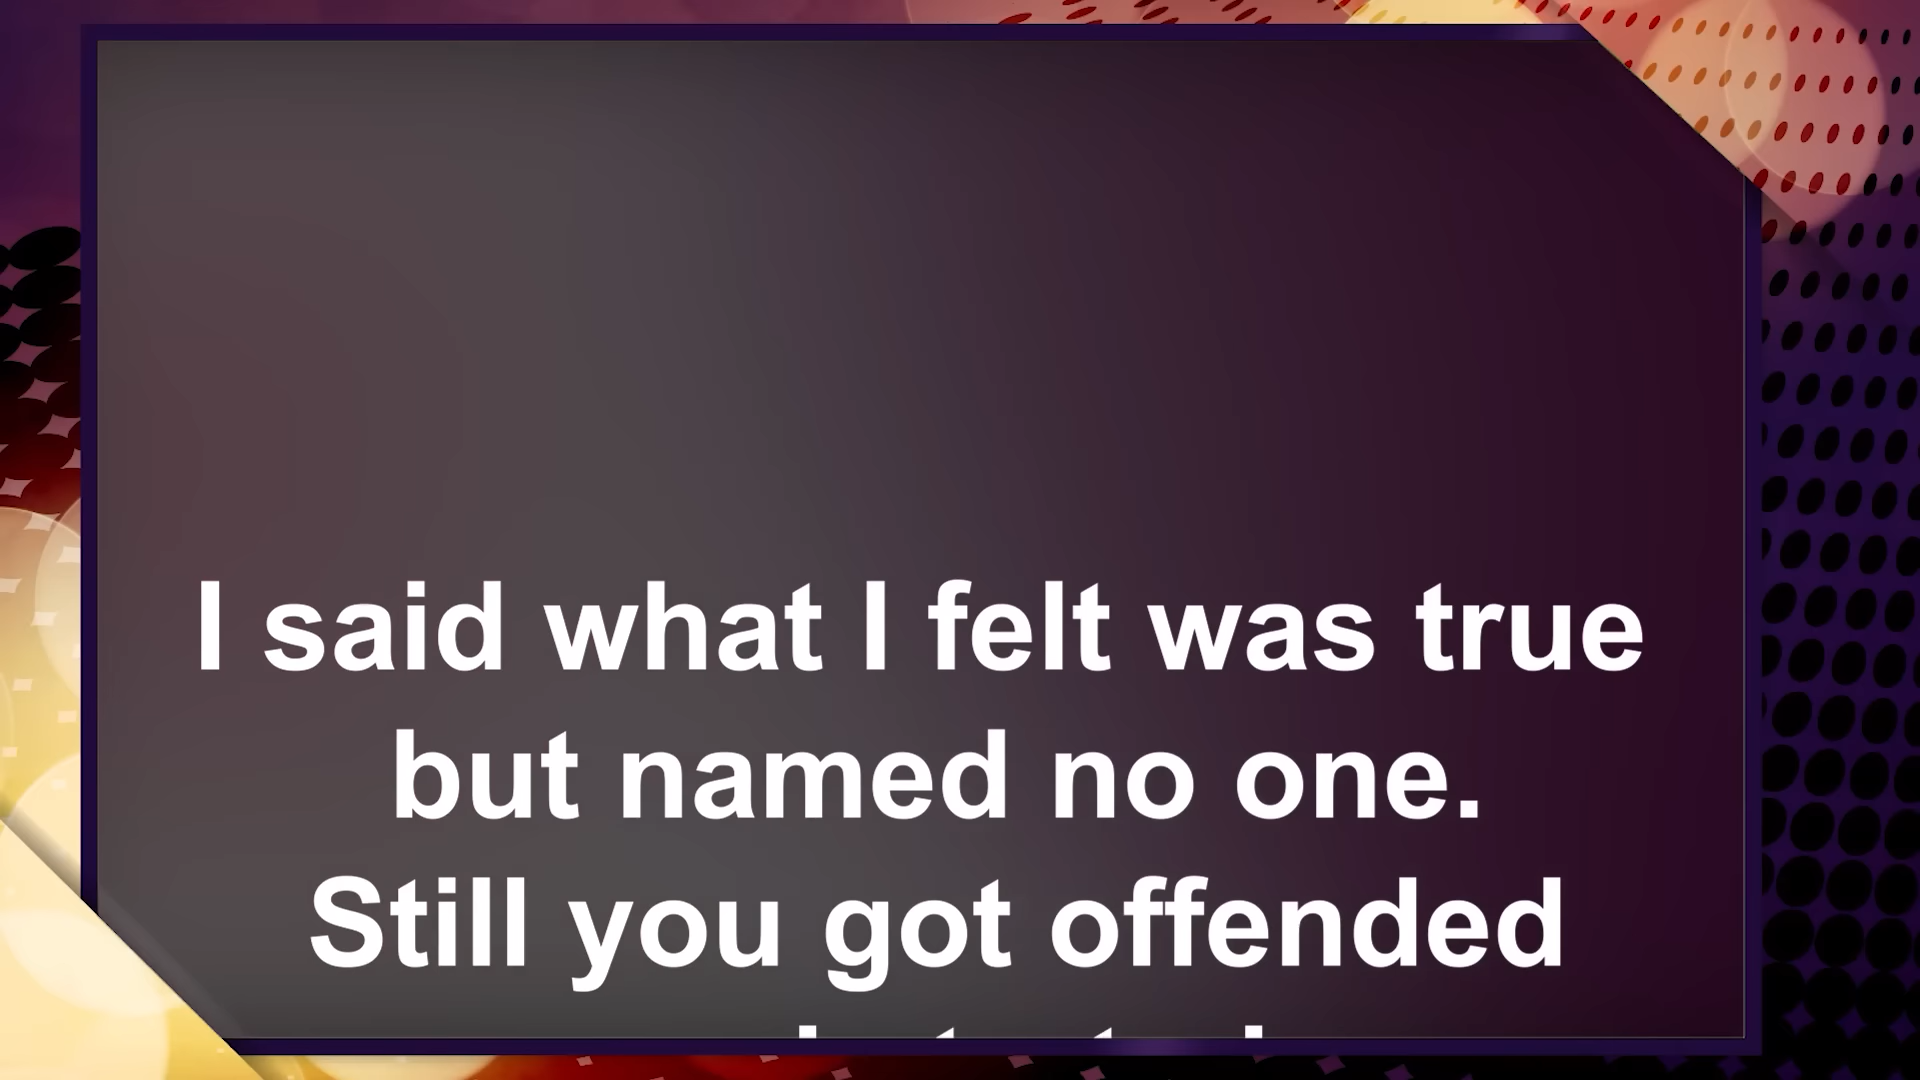 I said what I felt was true
but named no one.
Still you got offended